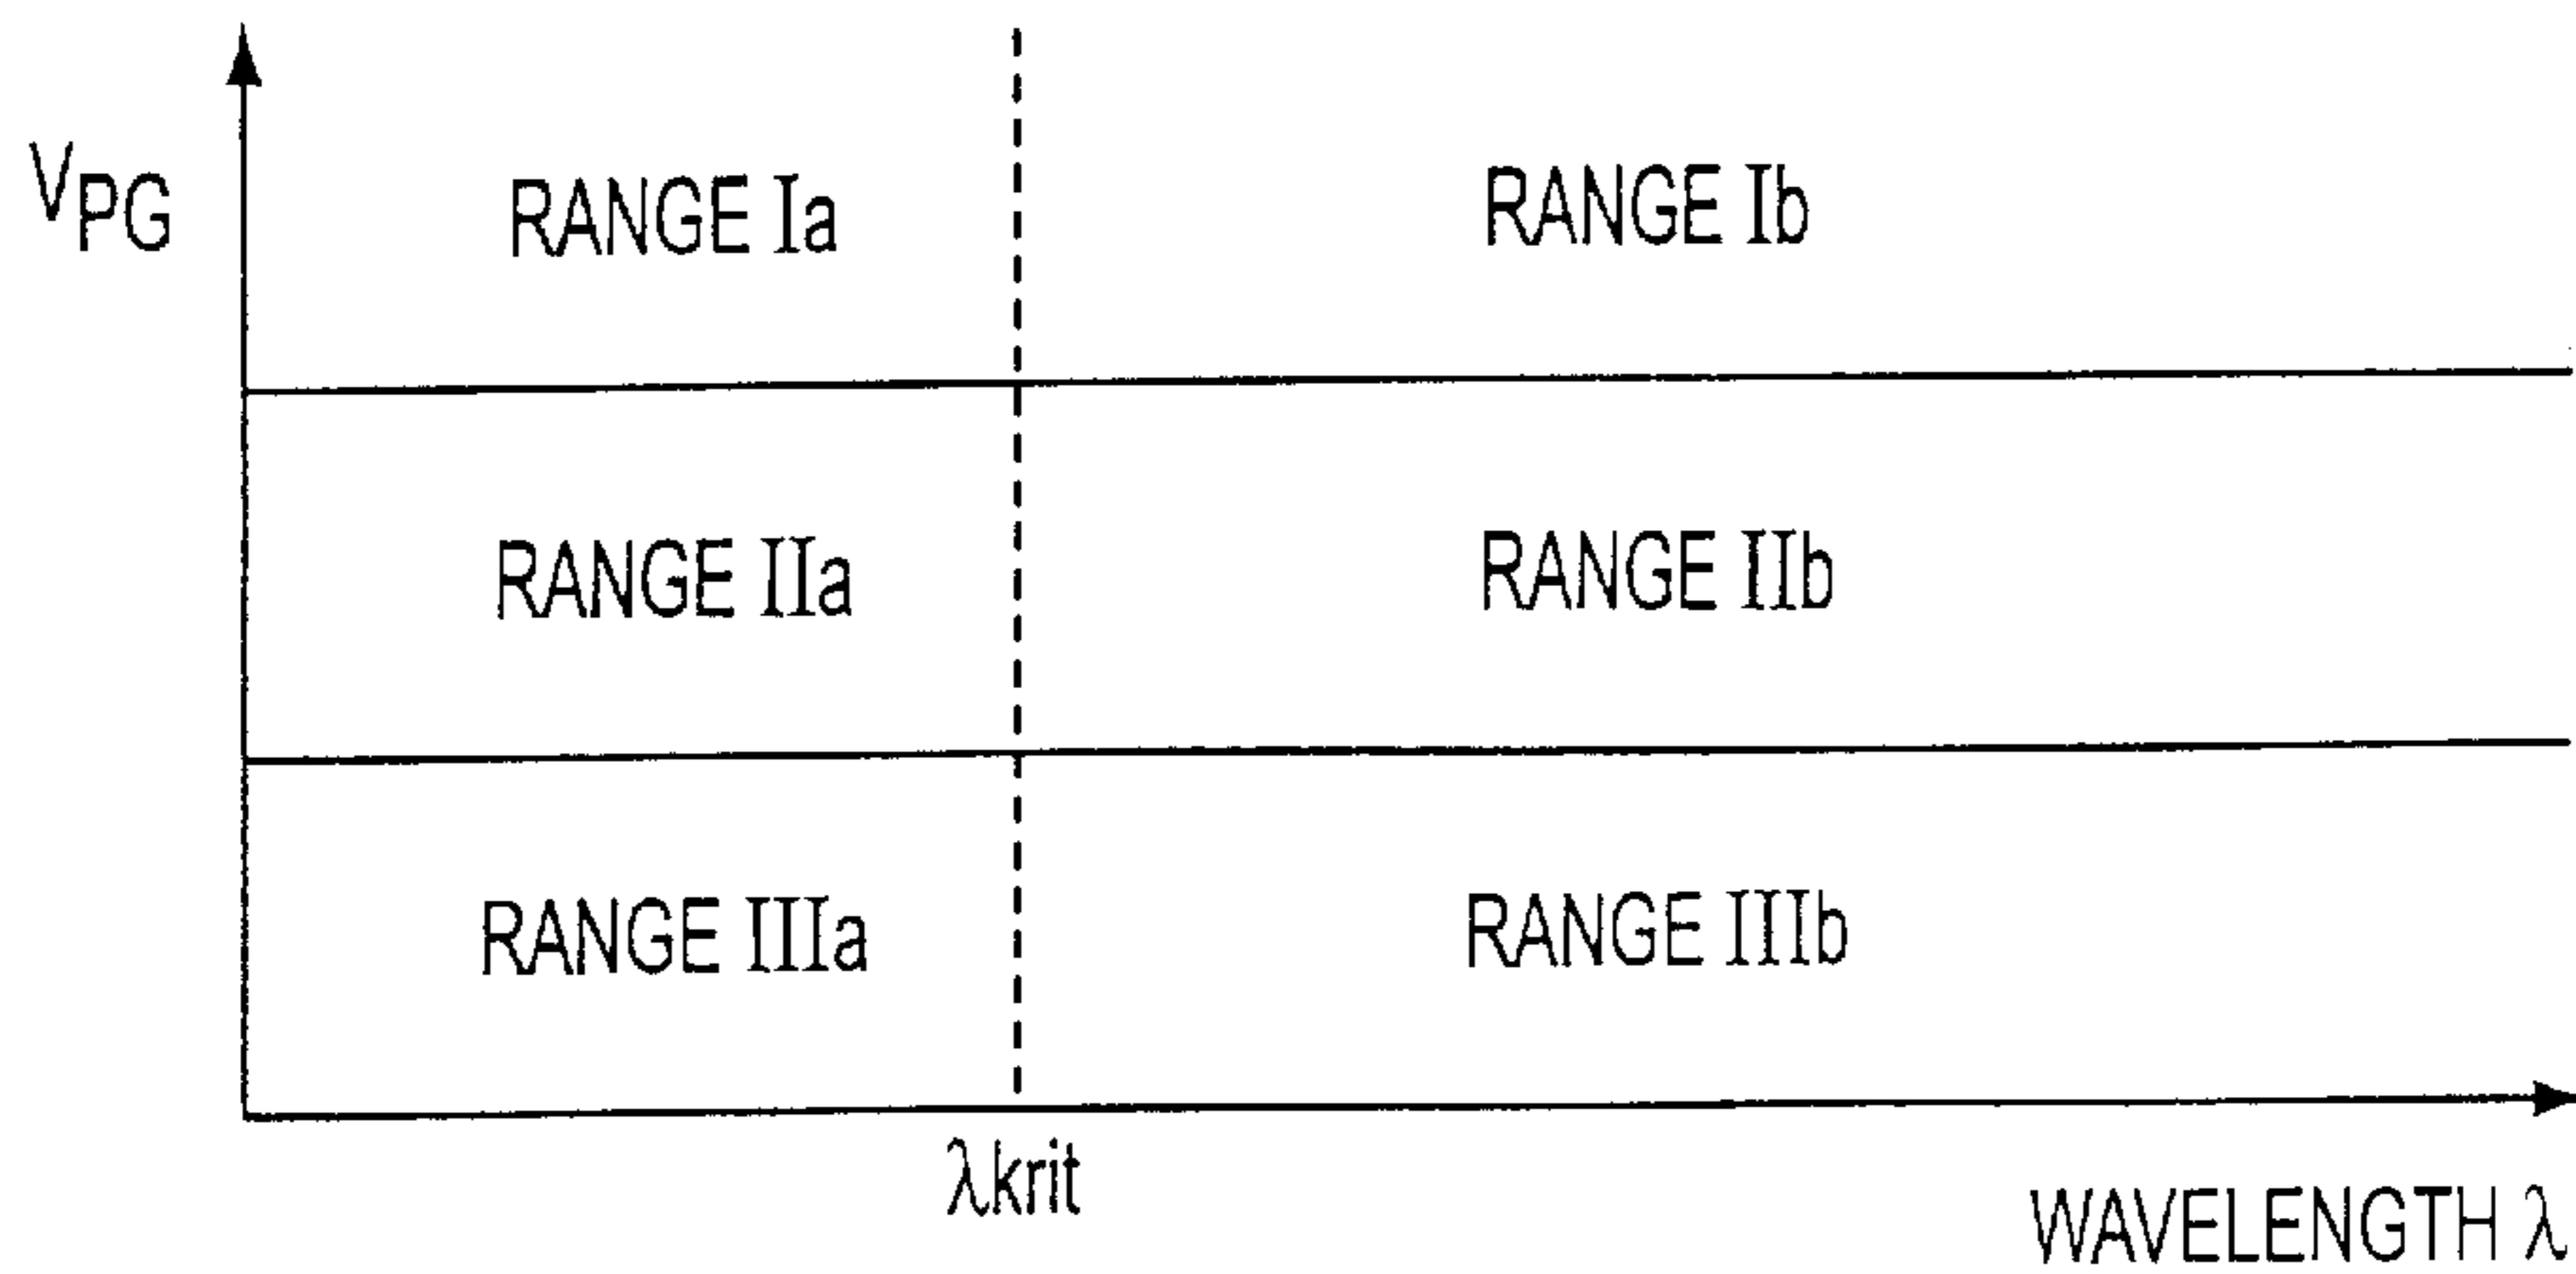 VPG
RANGE Ia
RANGE Ib
RANGE IIa
RANGE IIb
RANGE IIIa
RANGE IIIb
λkrit
WAVELENGTH λ